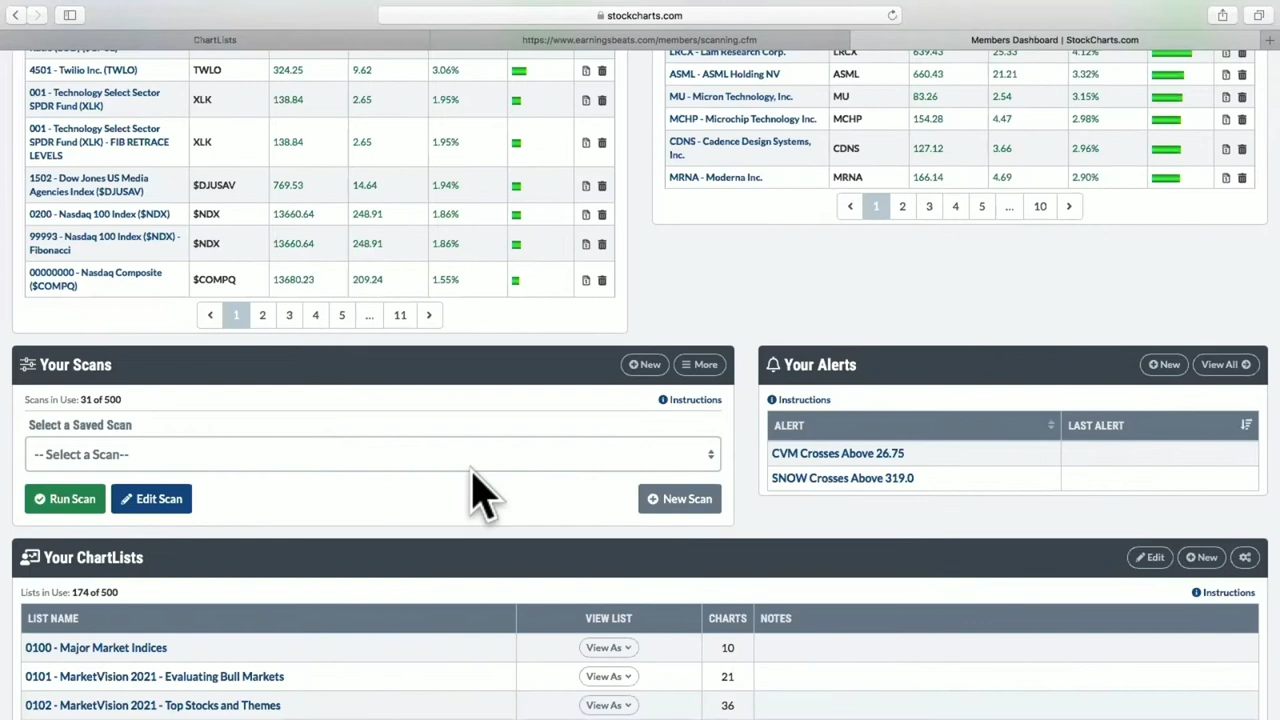 stockcharts.com
ChartLists
https://www.earningsbeats.com/members/scanning.cfm
Members Dashboard | StockCharts.com
4501 - Twilio Inc. (TWLO) TWLO 324.25 9.62 3.06%
001 - Technology Select Sector
SPDR Fund (XLK) XLK 138.84 2.65 1.95%
001 - Technology Select Sector
SPDR Fund (XLK) - FIB RETRACE
LEVELS XLK 138.84 2.65 1.95%
1502 - Dow Jones US Media
Agencies Index ($DJUSAV) $DJUSAV 769.53 14.64 1.94%
0200 - Nasdaq 100 Index ($NDX) $NDX 13660.64 248.91 1.86%
99993 - Nasdaq 100 Index ($NDX) -
Fibonacci $NDX 13660.64 248.91 1.86%
00000000 - Nasdaq Composite
($COMPQ) $COMPQ 13680.23 209.24 1.55%
1 2 3 4 5 ... 11
LRCX - Lam Research Corp. LRCX 639.43 25.33 4.12%
ASML - ASML Holding NV ASML 660.43 21.21 3.32%
MU - Micron Technology, Inc. MU 83.26 2.54 3.15%
MCHP - Microchip Technology Inc. MCHP 154.28 4.47 2.98%
CDNS - Cadence Design Systems,
Inc. CDNS 127.12 3.66 2.96%
MRNA - Moderna Inc. MRNA 166.14 4.69 2.90%
1 2 3 4 5 ... 10
Your Scans New More
Scans in Use: 31 of 500 Instructions
Select a Saved Scan
-- Select a Scan--
Run Scan Edit Scan New Scan
Your Alerts New View All
Instructions
ALERT LAST ALERT
CVM Crosses Above 26.75
SNOW Crosses Above 319.0
Your ChartLists Edit New
Lists in Use: 174 of 500 Instructions
LIST NAME VIEW LIST CHARTS NOTES
0100 - Major Market Indices View As 10
0101 - MarketVision 2021 - Evaluating Bull Markets View As 21
0102 - MarketVision 2021 - Top Stocks and Themes View As 36